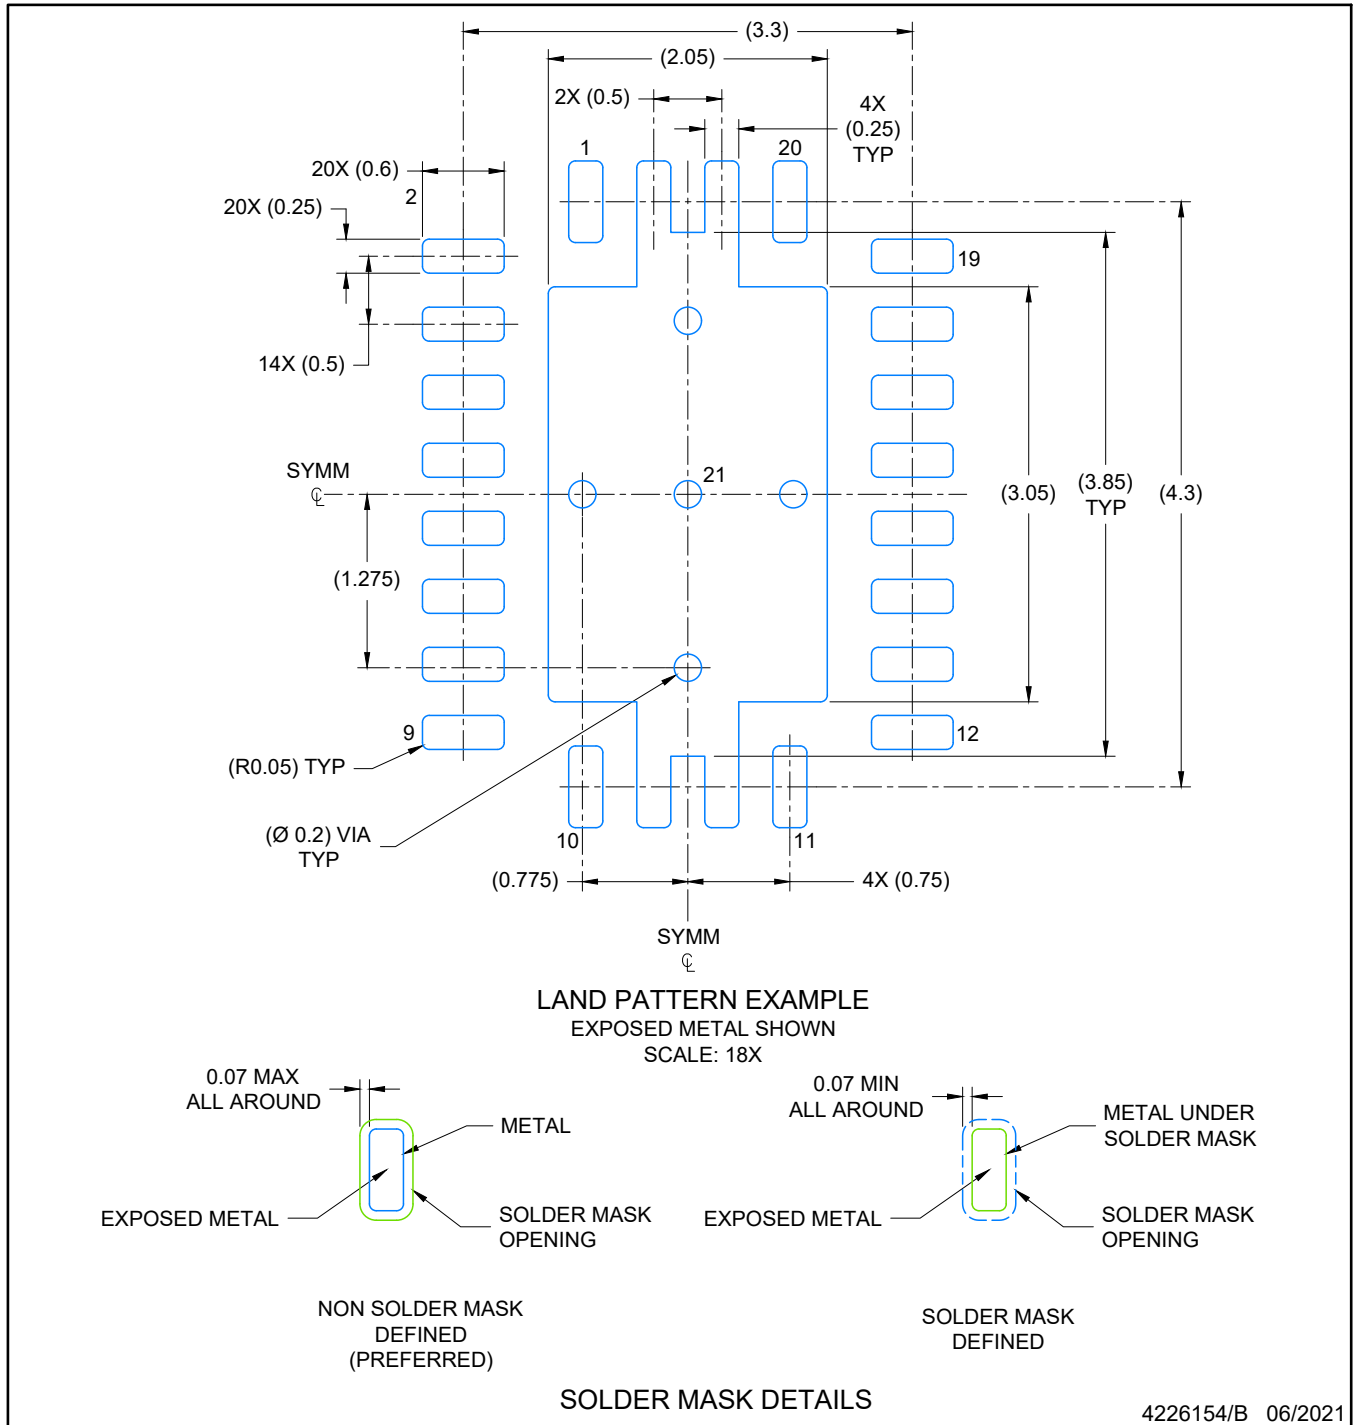 (3.3)
(2.05)
2X (0.5)
4X
(0.25)
TYP
1
20
20X (0.6)
2
20X (0.25)
19
14X (0.5)
SYMM
℄
21
(3.05)
(3.85)
TYP
(4.3)
(1.275)
9
12
(R0.05) TYP
(Ø 0.2) VIA
TYP
10
11
(0.775)
4X (0.75)
SYMM
℄
LAND PATTERN EXAMPLE
EXPOSED METAL SHOWN
SCALE: 18X
0.07 MAX
ALL AROUND
METAL
EXPOSED METAL
SOLDER MASK
OPENING
NON SOLDER MASK
DEFINED
(PREFERRED)
0.07 MIN
ALL AROUND
METAL UNDER
SOLDER MASK
EXPOSED METAL
SOLDER MASK
OPENING
SOLDER MASK
DEFINED
SOLDER MASK DETAILS
4226154/B 06/2021